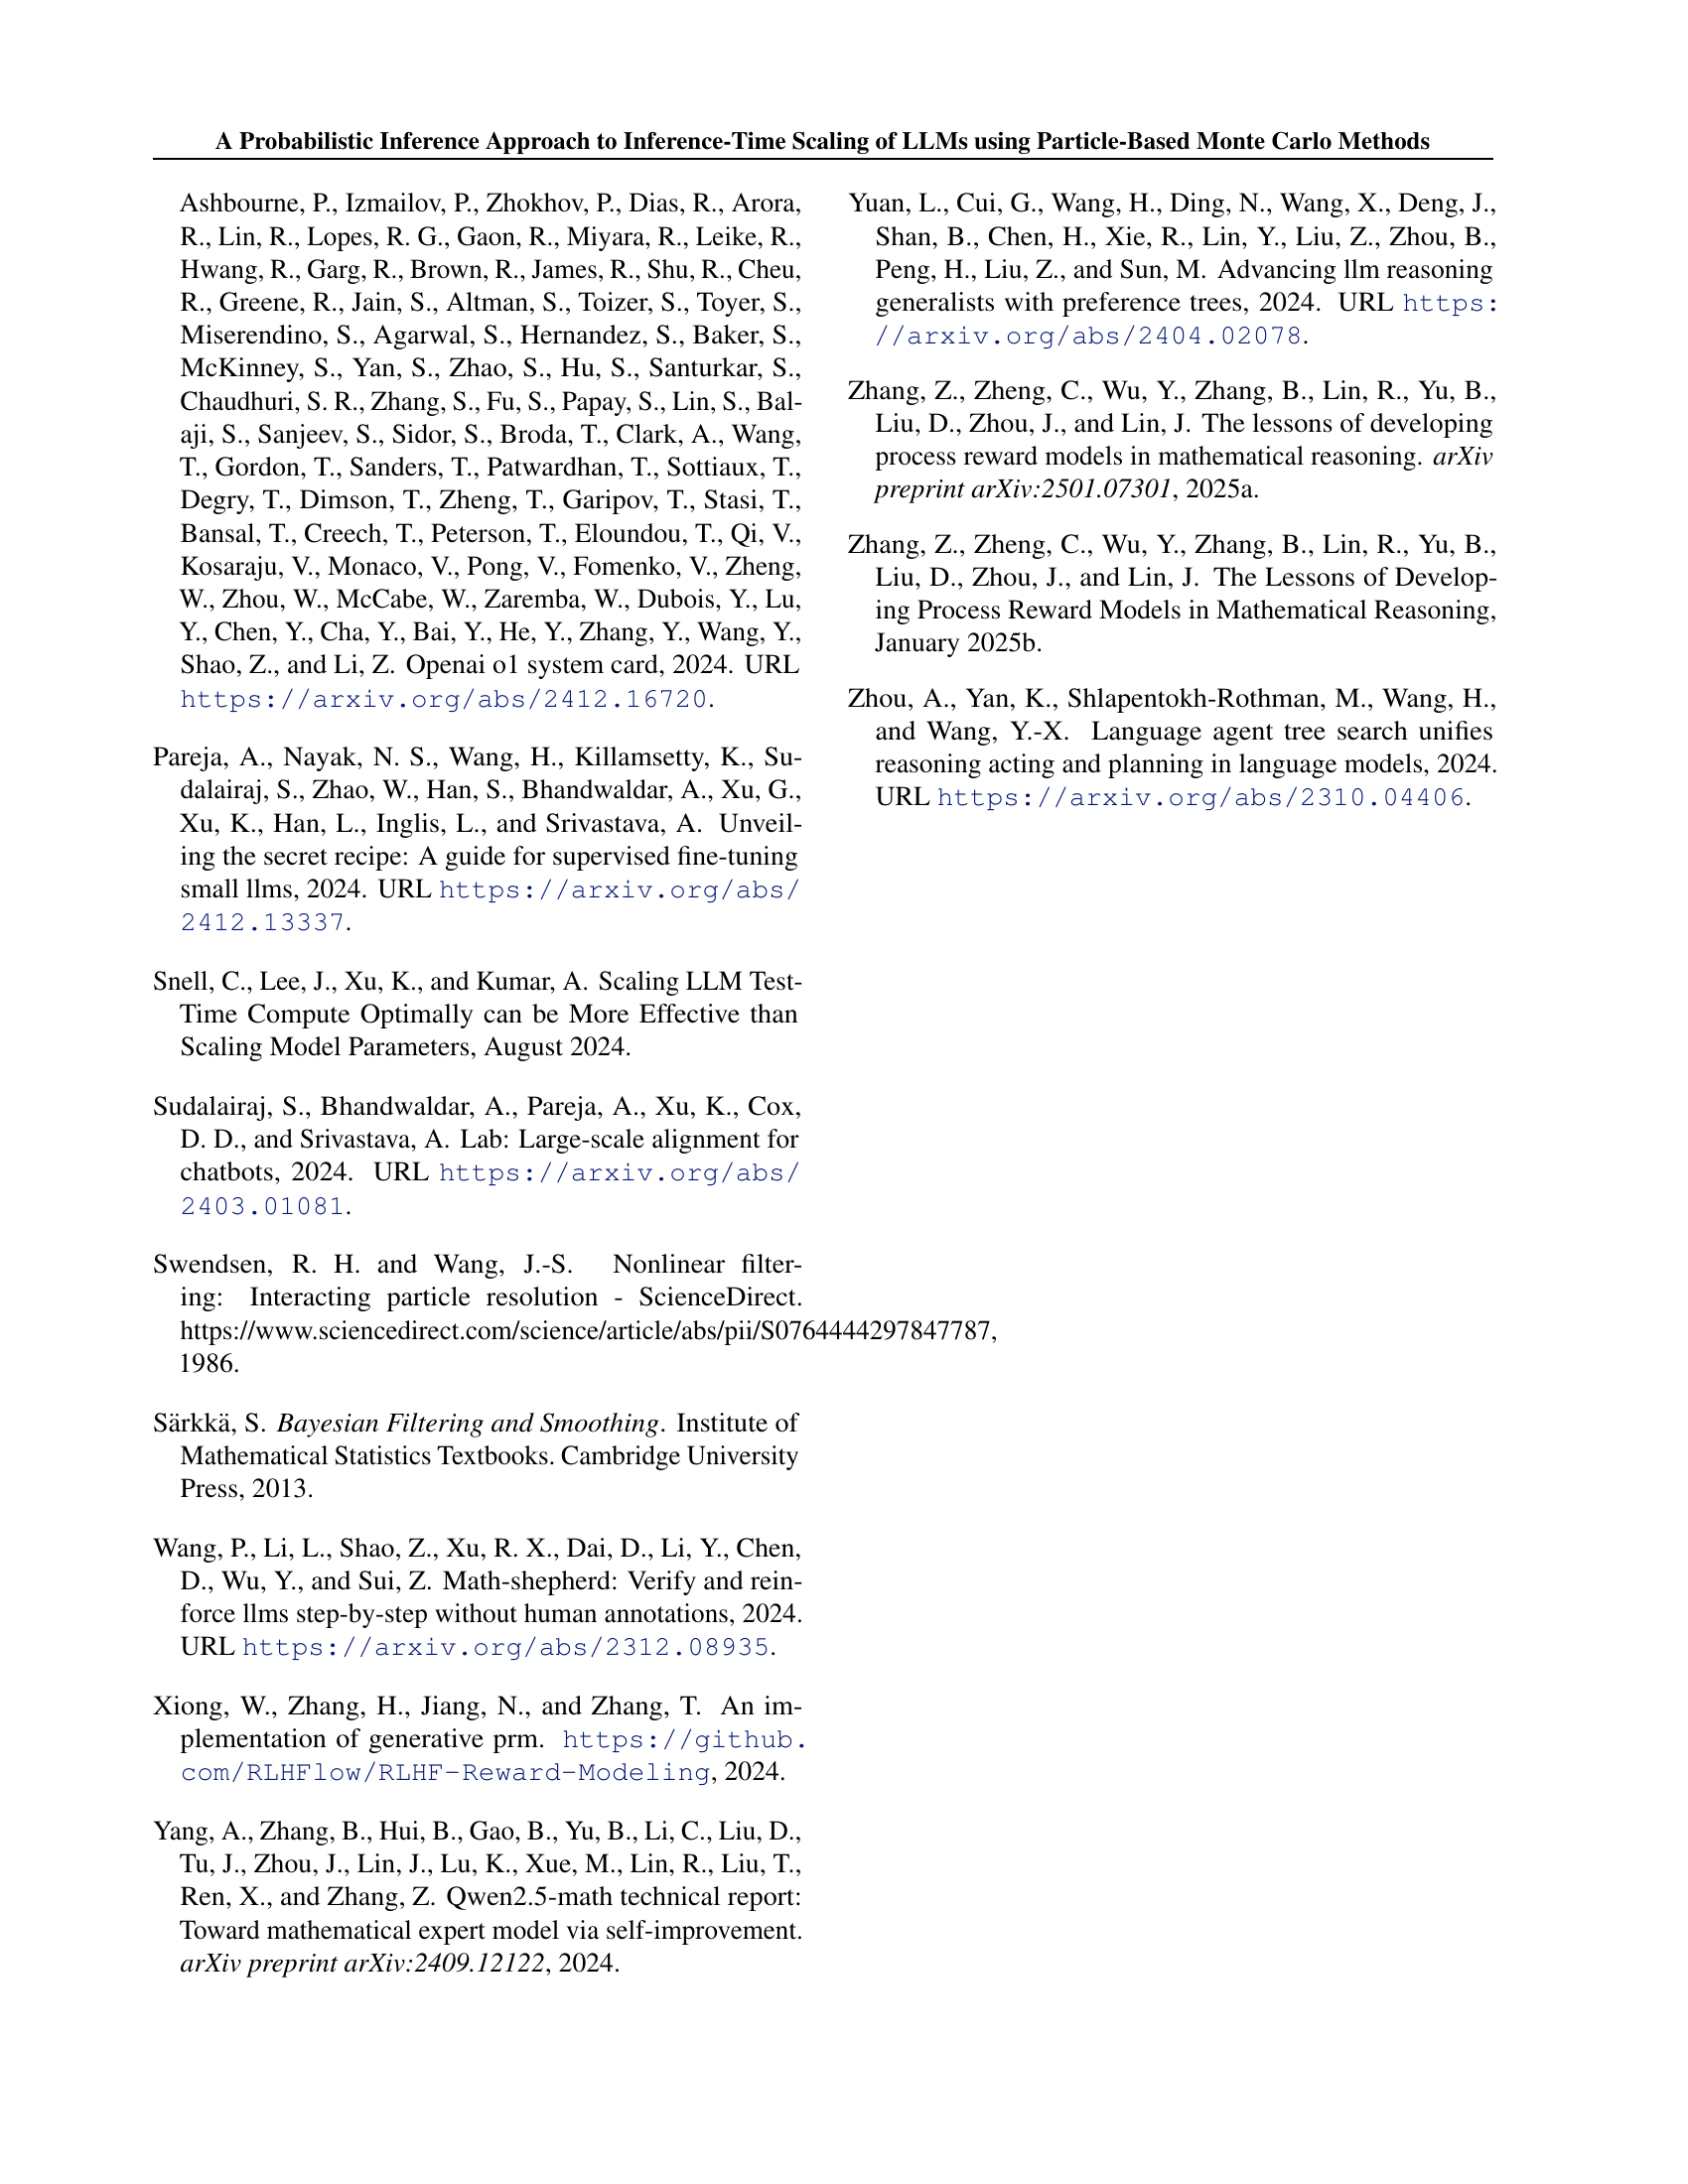 A Probabilistic Inference Approach to Inference-Time Scaling of LLMs using Particle-Based Monte Carlo Methods
Ashbourne, P., Izmailov, P., Zhokhov, P., Dias, R., Arora,
R., Lin, R., Lopes, R. G., Gaon, R., Miyara, R., Leike, R.,
Hwang, R., Garg, R., Brown, R., James, R., Shu, R., Cheu,
R., Greene, R., Jain, S., Altman, S., Toizer, S., Toyer, S.,
Miserendino, S., Agarwal, S., Hernandez, S., Baker, S.,
McKinney, S., Yan, S., Zhao, S., Hu, S., Santurkar, S.,
Chaudhuri, S. R., Zhang, S., Fu, S., Papay, S., Lin, S., Bal-
aji, S., Sanjeev, S., Sidor, S., Broda, T., Clark, A., Wang,
T., Gordon, T., Sanders, T., Patwardhan, T., Sottiaux, T.,
Degry, T., Dimson, T., Zheng, T., Garipov, T., Stasi, T.,
Bansal, T., Creech, T., Peterson, T., Eloundou, T., Qi, V.,
Kosaraju, V., Monaco, V., Pong, V., Fomenko, V., Zheng,
W., Zhou, W., McCabe, W., Zaremba, W., Dubois, Y., Lu,
Y., Chen, Y., Cha, Y., Bai, Y., He, Y., Zhang, Y., Wang, Y.,
Shao, Z., and Li, Z. Openai o1 system card, 2024. URL
https://arxiv.org/abs/2412.16720.
Pareja, A., Nayak, N. S., Wang, H., Killamsetty, K., Su-
dalairaj, S., Zhao, W., Han, S., Bhandwaldar, A., Xu, G.,
Xu, K., Han, L., Inglis, L., and Srivastava, A. Unveil-
ing the secret recipe: A guide for supervised fine-tuning
small llms, 2024. URL https://arxiv.org/abs/
2412.13337.
Snell, C., Lee, J., Xu, K., and Kumar, A. Scaling LLM Test-
Time Compute Optimally can be More Effective than
Scaling Model Parameters, August 2024.
Sudalairaj, S., Bhandwaldar, A., Pareja, A., Xu, K., Cox,
D. D., and Srivastava, A. Lab: Large-scale alignment for
chatbots, 2024. URL https://arxiv.org/abs/
2403.01081.
Swendsen, R. H. and Wang, J.-S. Nonlinear filter-
ing: Interacting particle resolution - ScienceDirect.
https://www.sciencedirect.com/science/article/abs/pii/S0764444297847787,
1986.
Särkkä, S. Bayesian Filtering and Smoothing. Institute of
Mathematical Statistics Textbooks. Cambridge University
Press, 2013.
Wang, P., Li, L., Shao, Z., Xu, R. X., Dai, D., Li, Y., Chen,
D., Wu, Y., and Sui, Z. Math-shepherd: Verify and rein-
force llms step-by-step without human annotations, 2024.
URL https://arxiv.org/abs/2312.08935.
Xiong, W., Zhang, H., Jiang, N., and Zhang, T. An im-
plementation of generative prm. https://github.
com/RLHFlow/RLHF-Reward-Modeling, 2024.
Yang, A., Zhang, B., Hui, B., Gao, B., Yu, B., Li, C., Liu, D.,
Tu, J., Zhou, J., Lin, J., Lu, K., Xue, M., Lin, R., Liu, T.,
Ren, X., and Zhang, Z. Qwen2.5-math technical report:
Toward mathematical expert model via self-improvement.
arXiv preprint arXiv:2409.12122, 2024.
Yuan, L., Cui, G., Wang, H., Ding, N., Wang, X., Deng, J.,
Shan, B., Chen, H., Xie, R., Lin, Y., Liu, Z., Zhou, B.,
Peng, H., Liu, Z., and Sun, M. Advancing llm reasoning
generalists with preference trees, 2024. URL https:
//arxiv.org/abs/2404.02078.
Zhang, Z., Zheng, C., Wu, Y., Zhang, B., Lin, R., Yu, B.,
Liu, D., Zhou, J., and Lin, J. The lessons of developing
process reward models in mathematical reasoning. arXiv
preprint arXiv:2501.07301, 2025a.
Zhang, Z., Zheng, C., Wu, Y., Zhang, B., Lin, R., Yu, B.,
Liu, D., Zhou, J., and Lin, J. The Lessons of Develop-
ing Process Reward Models in Mathematical Reasoning,
January 2025b.
Zhou, A., Yan, K., Shlapentokh-Rothman, M., Wang, H.,
and Wang, Y.-X. Language agent tree search unifies
reasoning acting and planning in language models, 2024.
URL https://arxiv.org/abs/2310.04406.